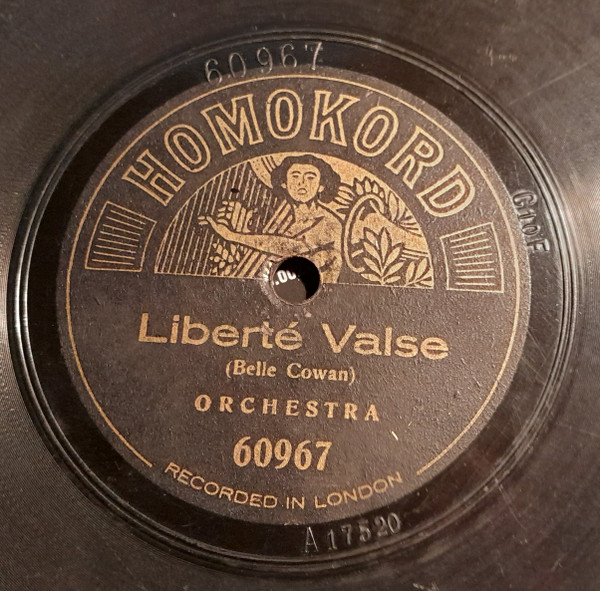 60967
HOMOKORD
Liberté Valse
(Belle Cowan)
ORCHESTRA
60967
RECORDED IN LONDON
A 17520